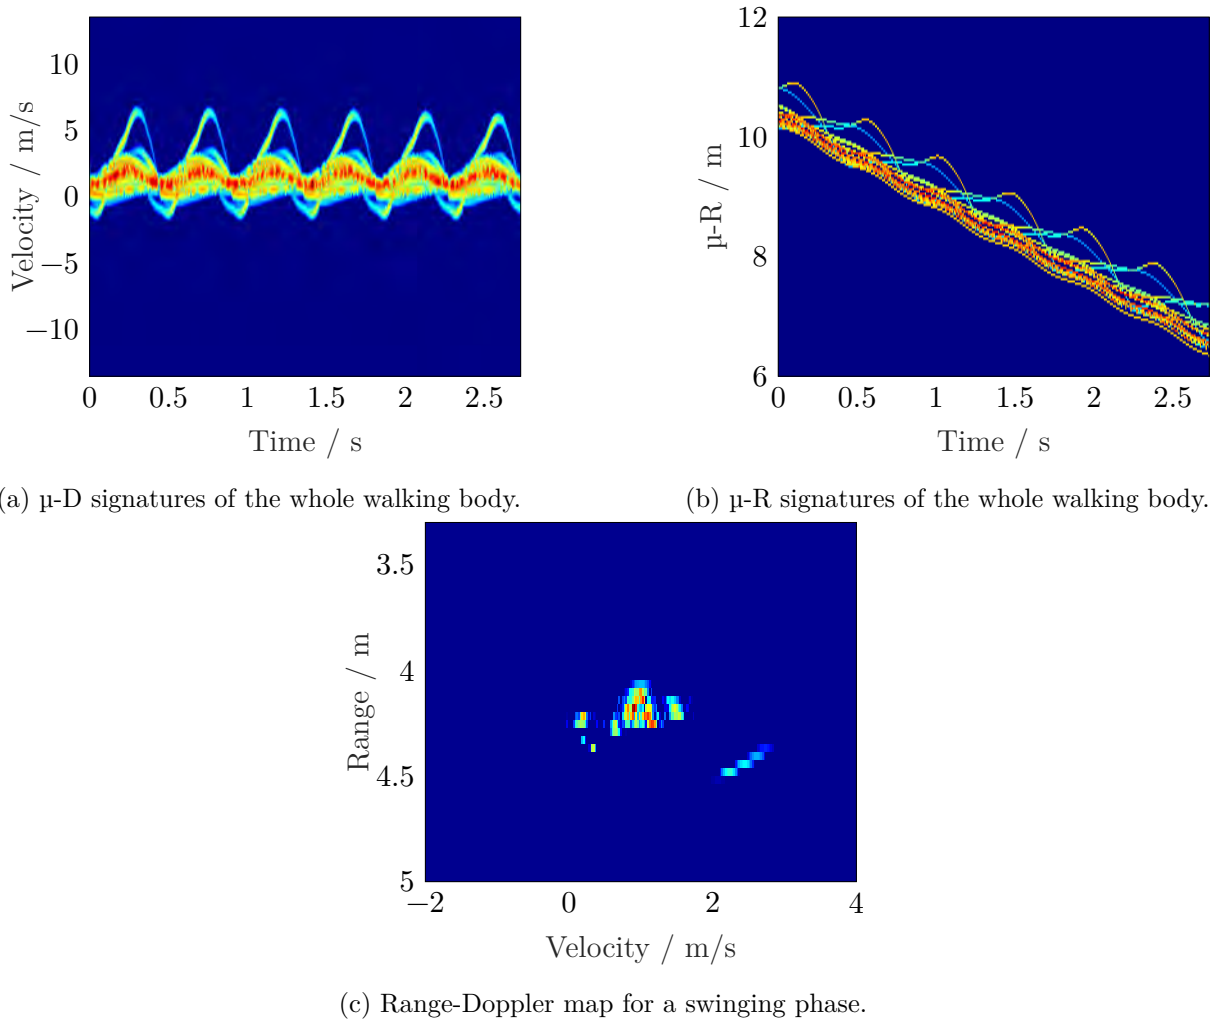 10
5
0
−5
−10
Velocity / m/s
0 0.5 1 1.5 2 2.5
Time / s
12
10
8
6
µ-R / m
0 0.5 1 1.5 2 2.5
Time / s
(a) µ-D signatures of the whole walking body.
(b) µ-R signatures of the whole walking body.
3.5
4
4.5
5
Range / m
−2 0 2 4
Velocity / m/s
(c) Range-Doppler map for a swinging phase.